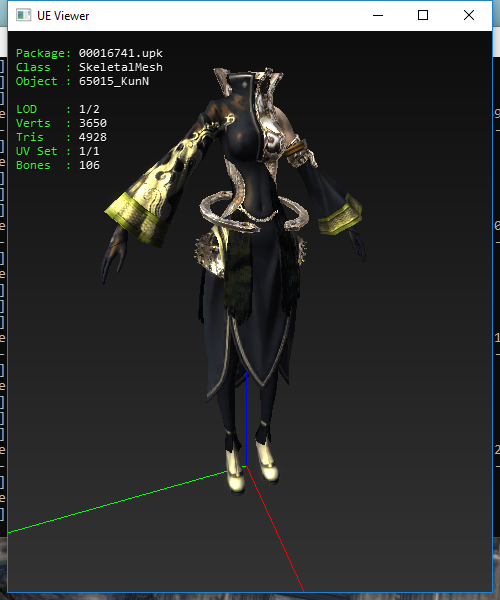 UE Viewer
Package: 00016741.upk
Class  : SkeletalMesh
Object : 65015_KunN
LOD    : 1/2
Verts  : 3650
Tris   : 4928
UV Set : 1/1
Bones  : 106